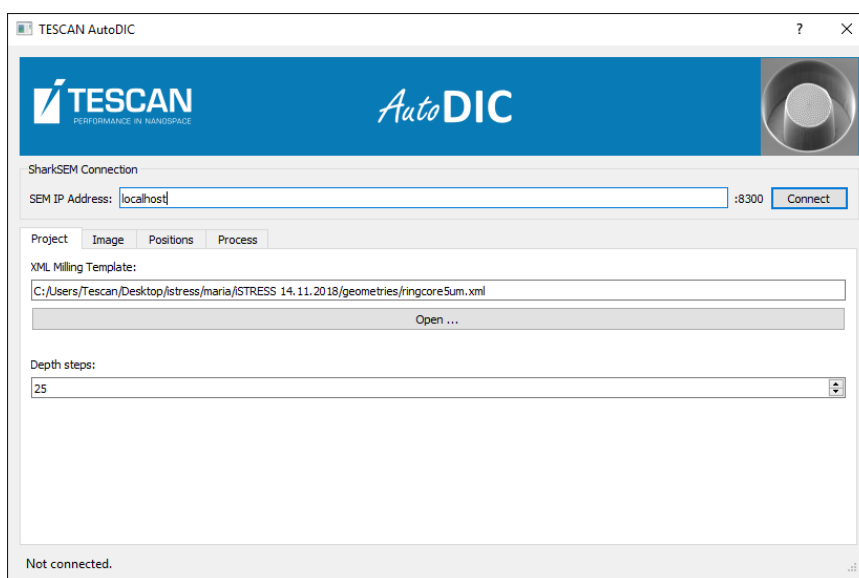 TESCAN AutoDIC
?
TESCAN
PERFORMANCE IN NANOSPACE
AutoDIC
SharkSEM Connection
SEM IP Address: localhost :8300 Connect
Project Image Positions Process
XML Milling Template:
C:/Users/Tescan/Desktop/istress/maria/iSTRESS 14.11.2018/geometries/ringcore5um.xml
Open ...
Depth steps:
25
Not connected.